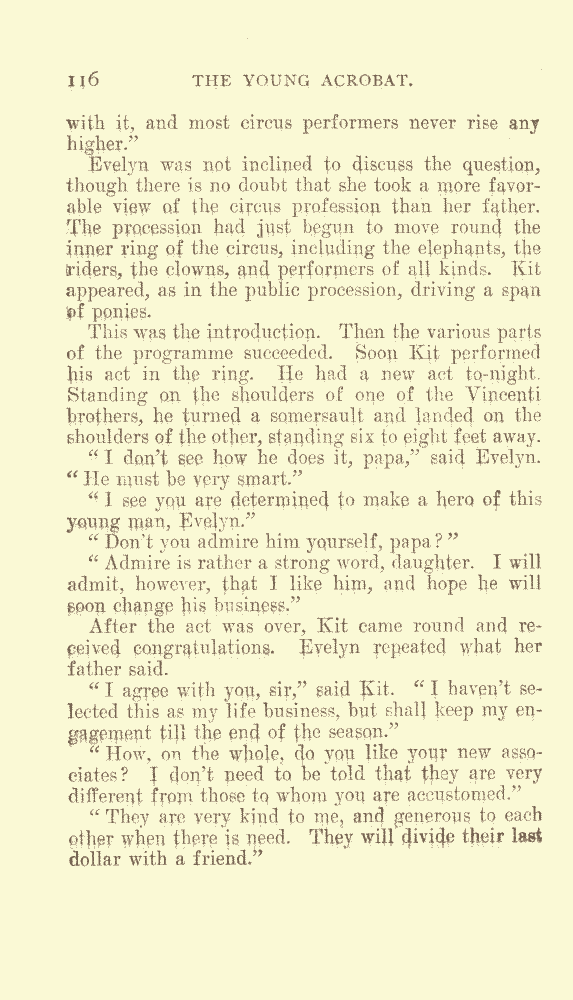 116 THE YOUNG ACROBAT.
with it, and most circus performers never rise any
higher.”
Evelyn was not inclined to discuss the question,
though there is no doubt that she took a more favor-
able view of the circus profession than her father.
The procession had just begun to move round the
inner ring of the circus, including the elephants, the
riders, the clowns, and performers of all kinds. Kit
appeared, as in the public procession, driving a span
of ponies.
This was the introduction. Then the various parts
of the programme succeeded. Soon Kit performed
his act in the ring. He had a new act to-night.
Standing on the shoulders of one of the Vincenti
brothers, he turned a somersault and landed on the
shoulders of the other, standing six to eight feet away.
“I don’t see how he does it, papa,” said Evelyn.
“He must be very smart.”
“I see you are determined to make a hero of this
young man, Evelyn.”
“Don’t you admire him yourself, papa?”
“Admire is rather a strong word, daughter. I will
admit, however, that I like him, and hope he will
soon change his business.”
After the act was over, Kit came round and re-
ceived congratulations. Evelyn repeated what her
father said.
“I agree with you, sir,” said Kit. “I haven’t se-
lected this as my life business, but shall keep my en-
gagement till the end of the season.”
“How, on the whole, do you like your new asso-
ciates? I don’t need to be told that they are very
different from those to whom you are accustomed.”
“They are very kind to me, and generous to each
other when there is need. They will divide their last
dollar with a friend.”